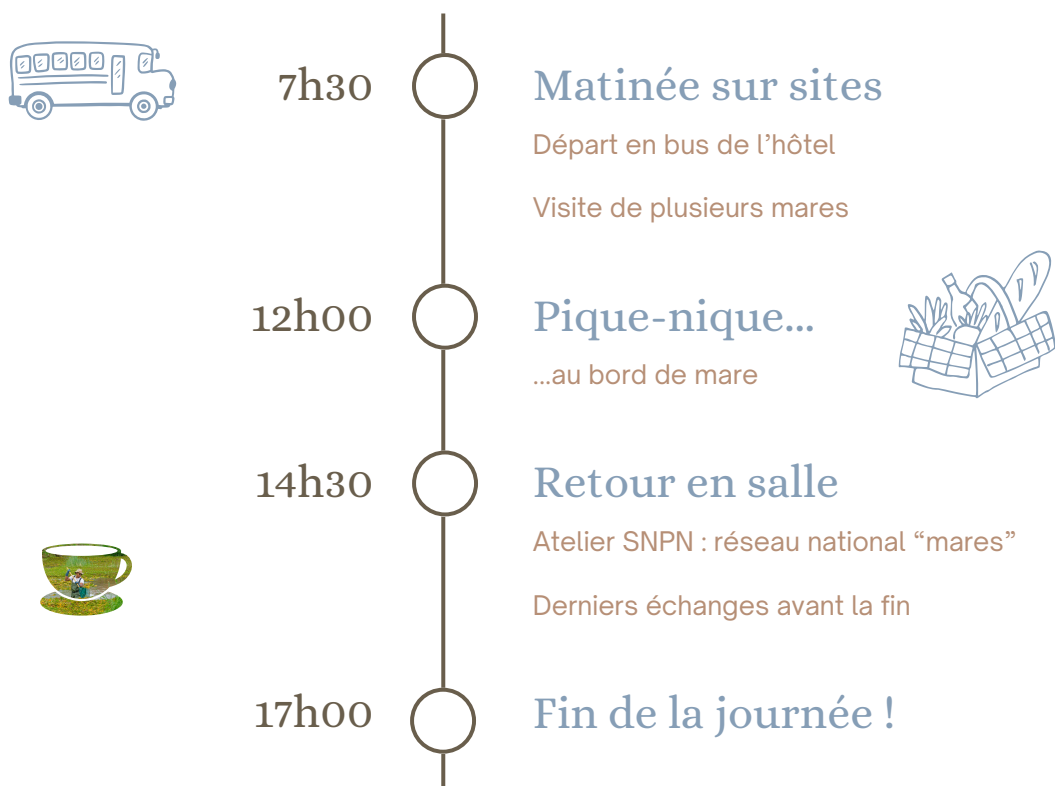 7h30
Matinée sur sites
Départ en bus de l’hôtel
Visite de plusieurs mares
12h00
Pique-nique...
...au bord de mare
14h30
Retour en salle
Atelier SNPN : réseau national “mares”
Derniers échanges avant la fin
17h00
Fin de la journée !